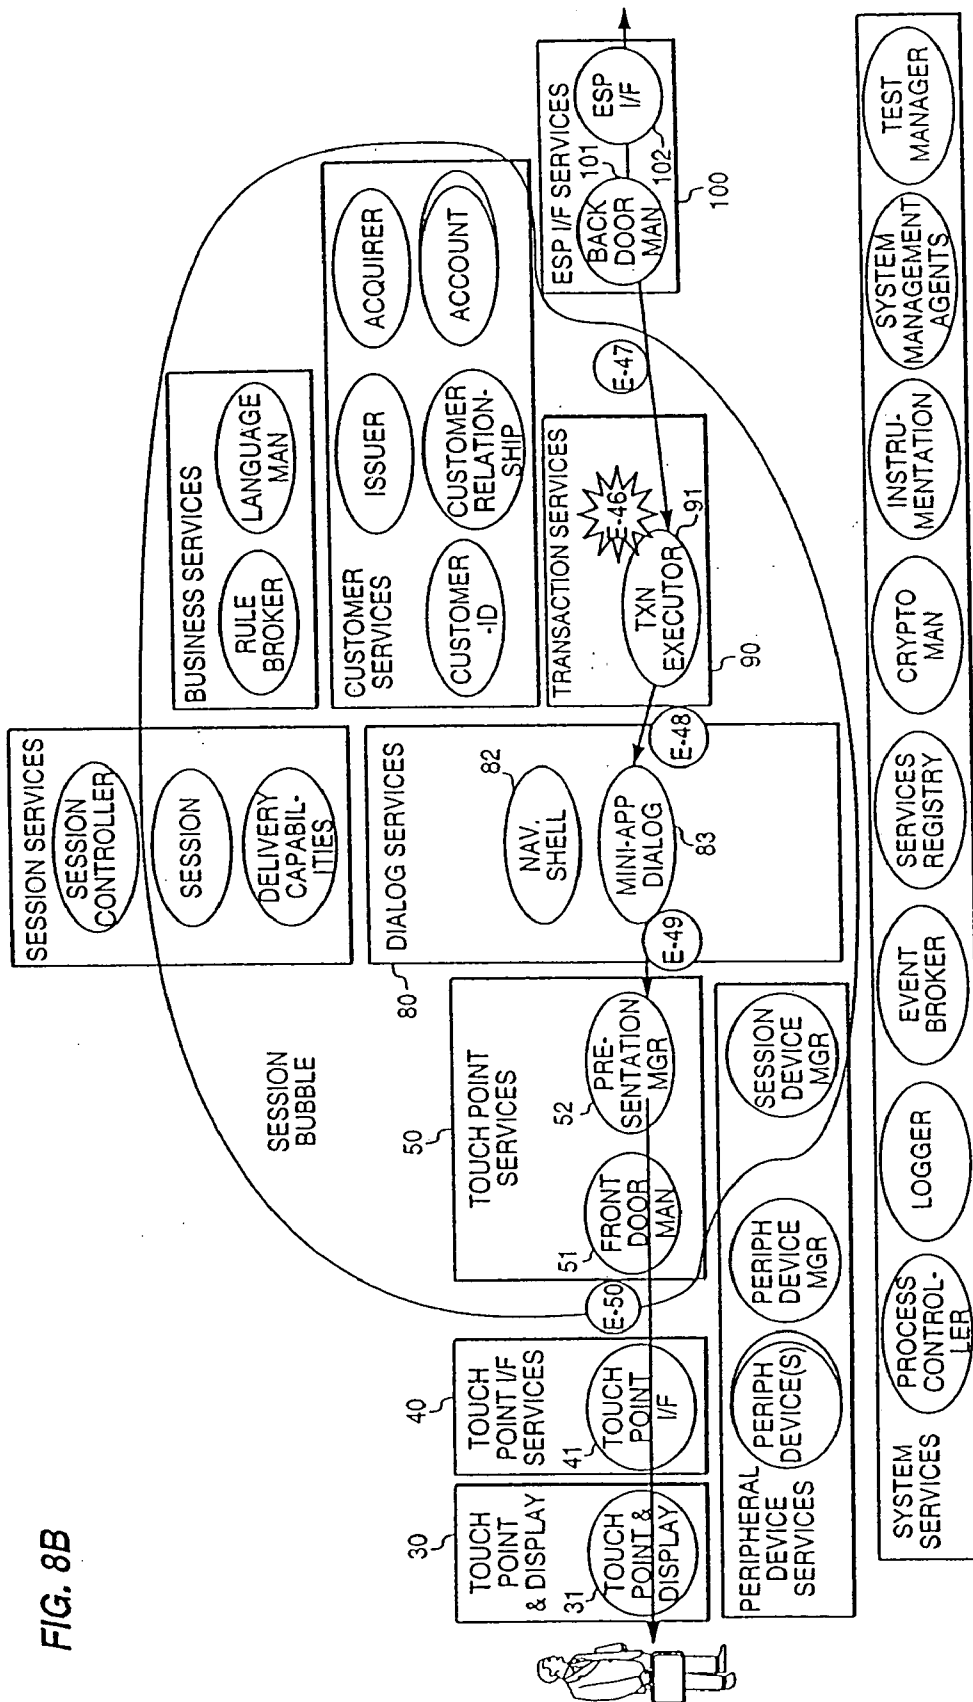 FIG. 8B
SESSION SERVICES
SESSION
CONTROLLER
SESSION
DELIVERY
CAPABIL-
ITIES
BUSINESS SERVICES
RULE
BROKER
LANGUAGE
MAN
CUSTOMER
SERVICES
ISSUER
ACQUIRER
CUSTOMER
-ID
CUSTOMER
RELATION-
SHIP
ACCOUNT
SESSION
BUBBLE
30
TOUCH
POINT
& DISPLAY
31
TOUCH
POINT &
DISPLAY
40
TOUCH
POINT I/F
SERVICES
41
TOUCH
POINT
I/F
E-50
50
TOUCH POINT
SERVICES
51
FRONT
DOOR
MAN
52
PRE-
SENTATION
MGR
E-49
80
DIALOG SERVICES
82
NAV.
SHELL
MINI-APP
DIALOG
83
E-48
TRANSACTION SERVICES
E-46
TXN
EXECUTOR
91
90
E-47
ESP I/F SERVICES
BACK
DOOR
MAN
101
ESP
I/F
102
100
PERIPHERAL
DEVICE
SERVICES
PERIPH
DEVICE(S)
PERIPH
DEVICE
MGR
SESSION
DEVICE
MGR
SYSTEM
SERVICES
PROCESS
CONTROL-
LER
LOGGER
EVENT
BROKER
SERVICES
REGISTRY
CRYPTO
MAN
INSTRU-
MENTATION
SYSTEM
MANAGEMENT
AGENTS
TEST
MANAGER